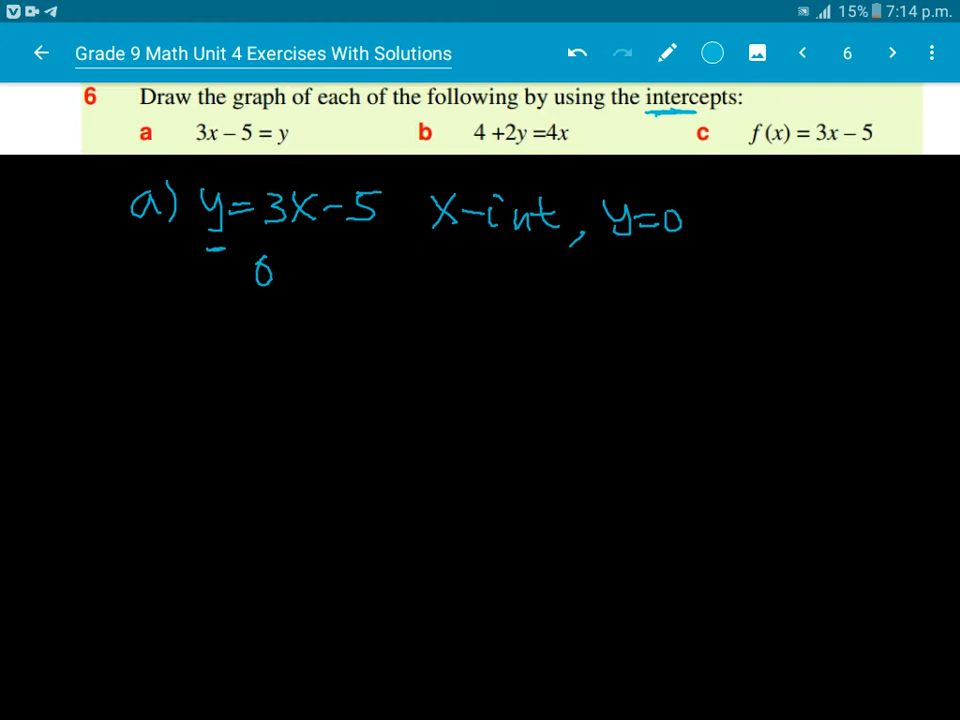 15% 7:14 p.m.
Grade 9 Math Unit 4 Exercises With Solutions 6
6 Draw the graph of each of the following by using the intercepts:
a 3x – 5 = y b 4 +2y =4x c f (x) = 3x – 5
a) y=3x-5 x-int, y=0
0